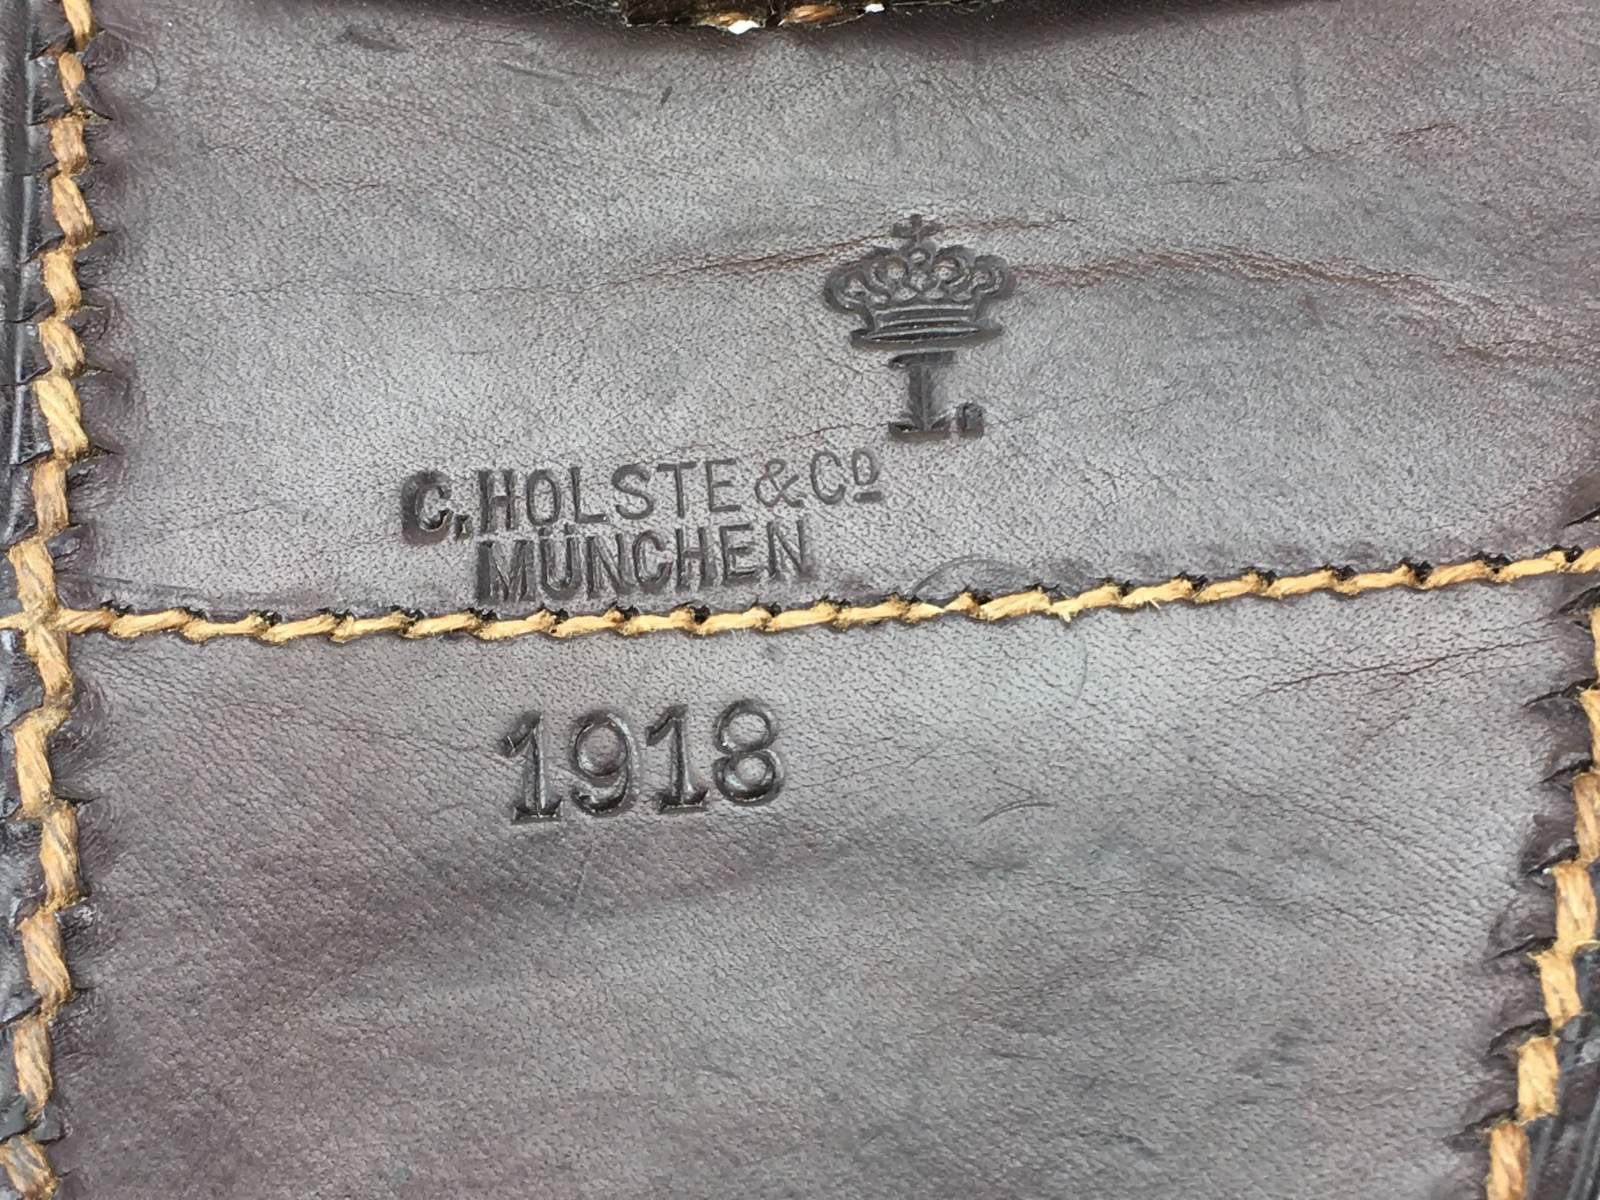 I.
C. HOLSTE & Cº
MÜNCHEN
1918